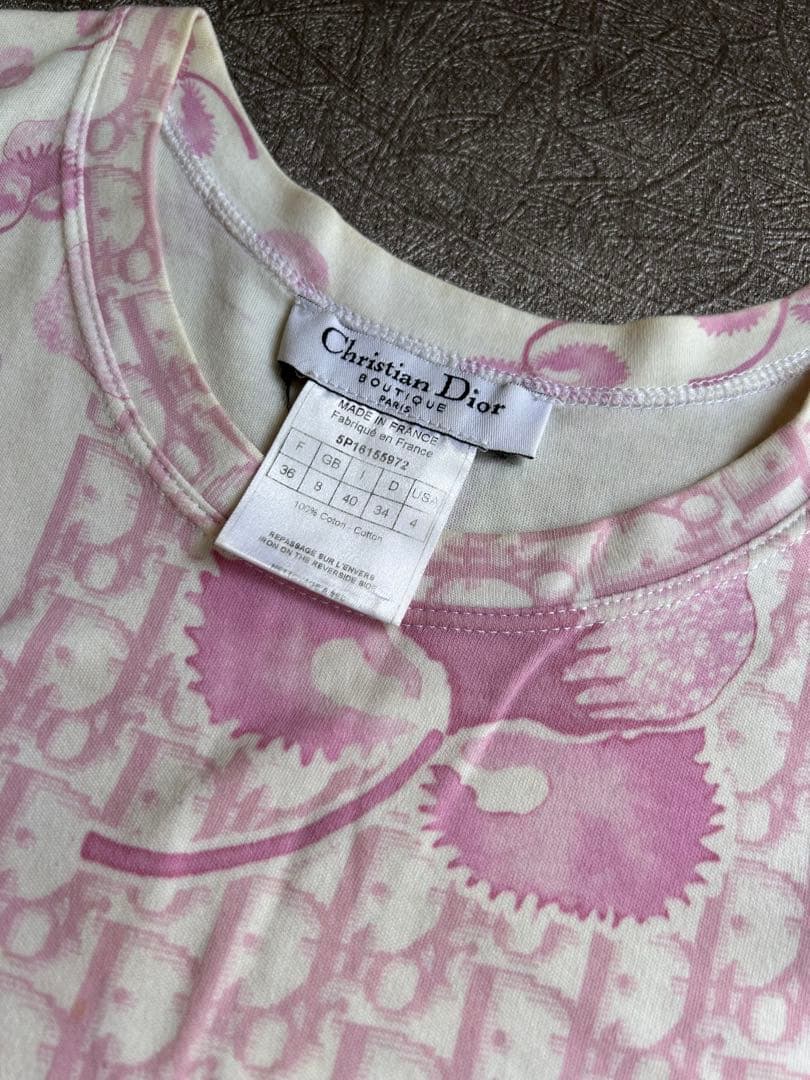 Christian Dior
BOUTIQUE
PARIS
MADE IN FRANCE
Fabriqué en France
5P16155972
F GB I D USA
36 8 40 34 4
100% Coton - Cotton
REPASSAGE SUR L'ENVERS
IRON ON THE REVERSIDE SIDE